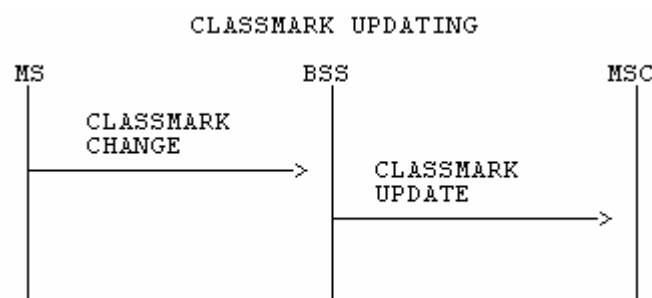 CLASSMARK UPDATING
MS BSS MSC
CLASSMARK
CHANGE
CLASSMARK
UPDATE